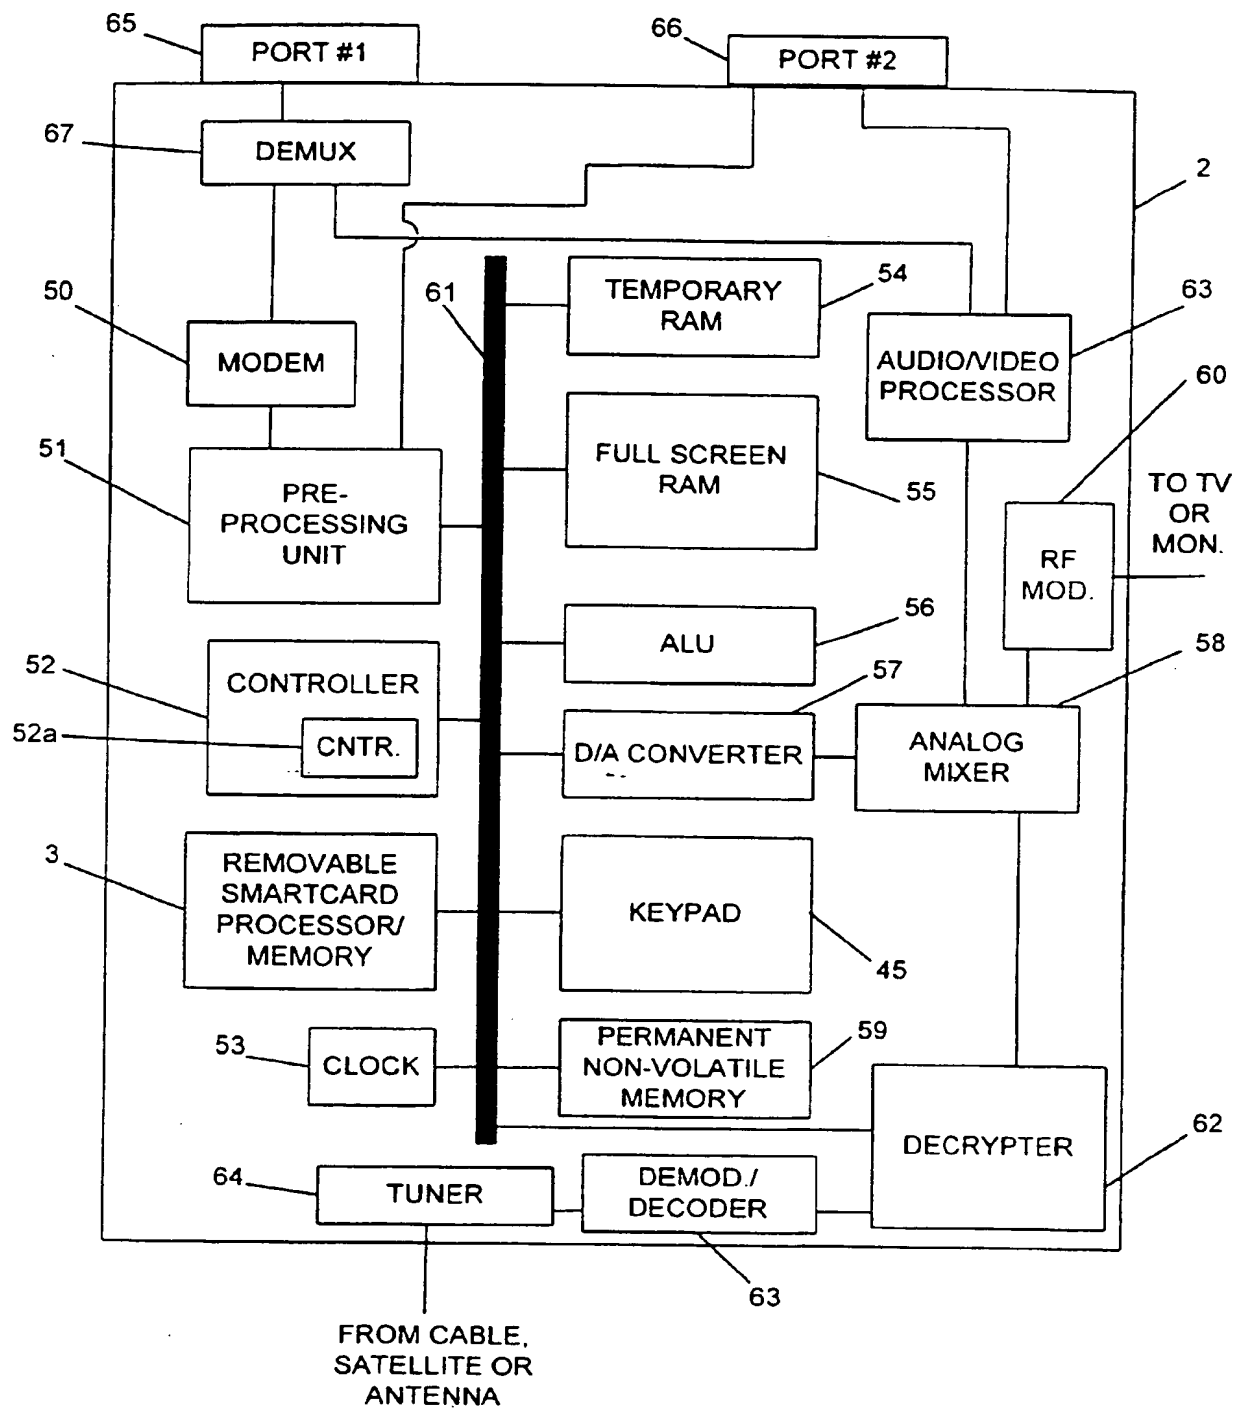 65
PORT #1
66
PORT #2
67
DEMUX
2
50
MODEM
61
TEMPORARY
RAM
54
63
AUDIO/VIDEO
PROCESSOR
60
51
PRE-
PROCESSING
UNIT
FULL SCREEN
RAM
55
TO TV
OR
MON.
RF
MOD.
56
ALU
52
CONTROLLER
52a
CNTR.
57
D/A CONVERTER
58
ANALOG
MIXER
3
REMOVABLE
SMARTCARD
PROCESSOR/
MEMORY
KEYPAD
45
53
CLOCK
PERMANENT
NON-VOLATILE
MEMORY
59
DECRYPTER
62
64
TUNER
DEMOD./
DECODER
63
FROM CABLE,
SATELLITE OR
ANTENNA